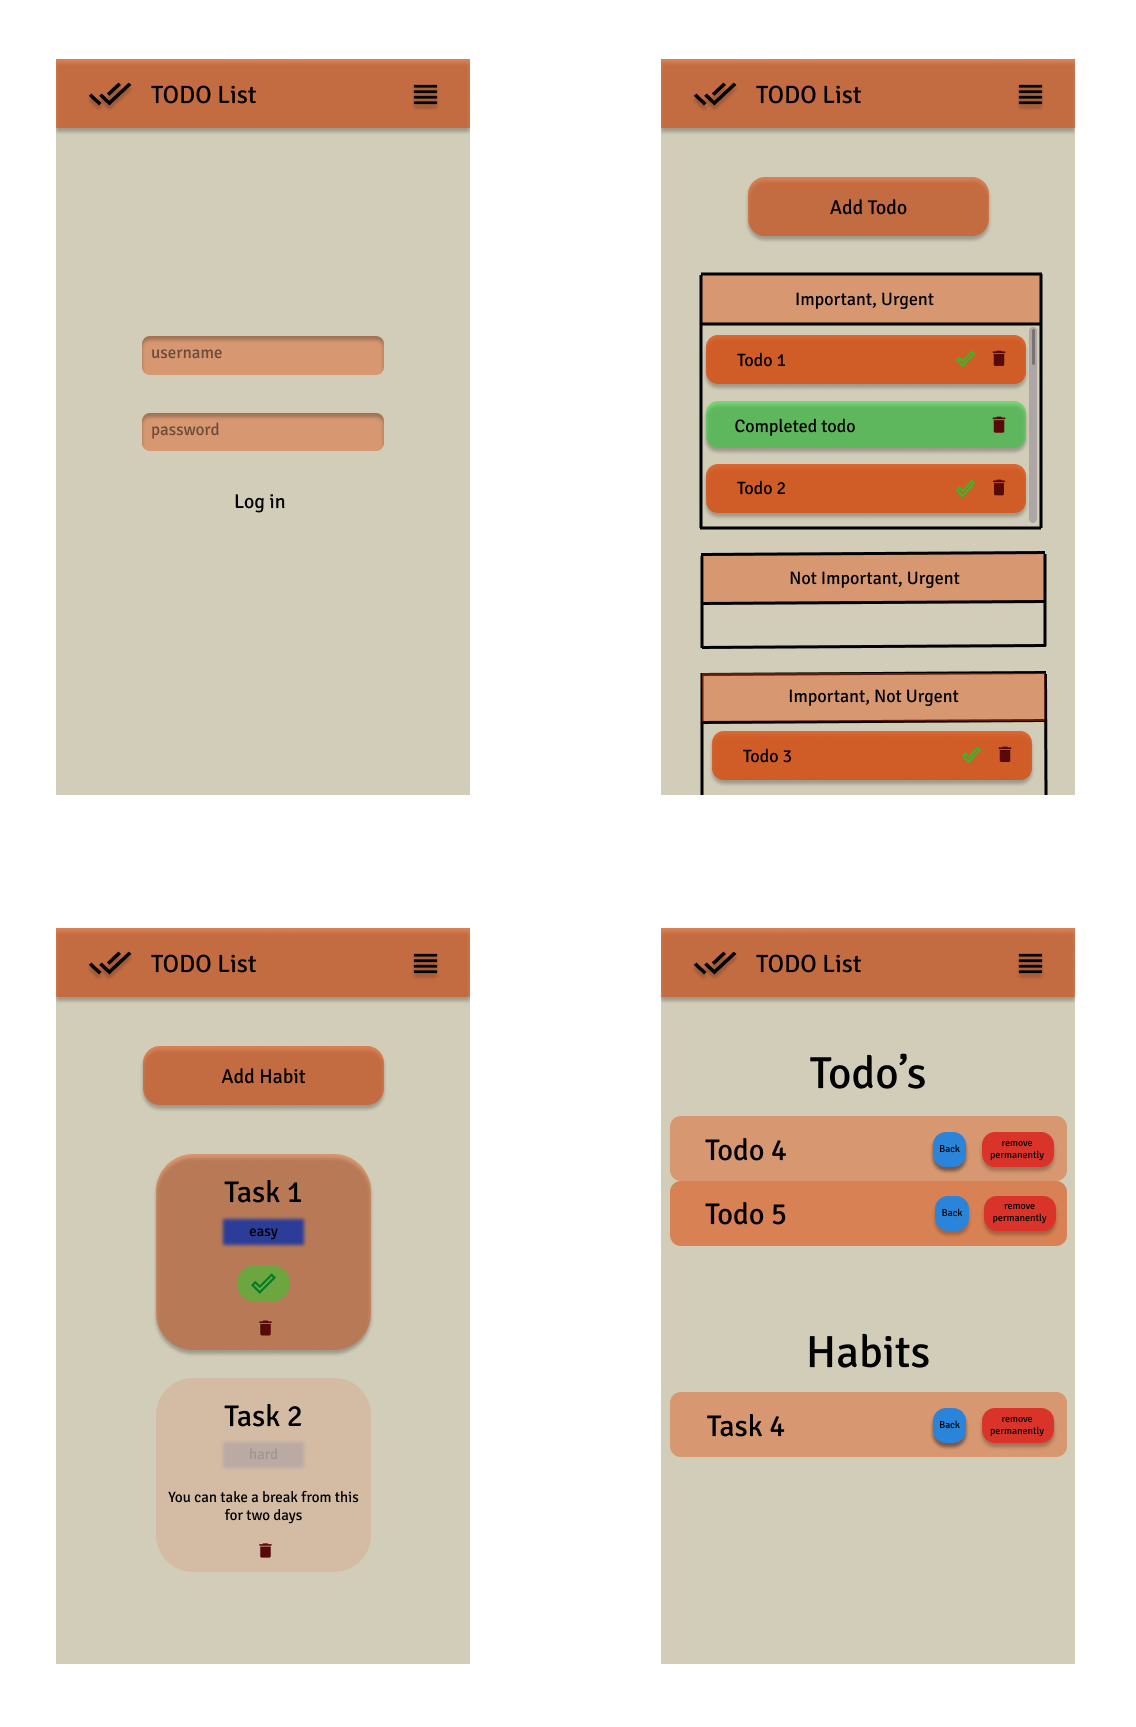 TODO List
username
password
Log in
TODO List
Add Todo
Important, Urgent
Todo 1
Completed todo
Todo 2
Not Important, Urgent
Important, Not Urgent
Todo 3
TODO List
Add Habit
Task 1
easy
Task 2
hard
You can take a break from this
for two days
TODO List
Todo’s
Todo 4
Back
remove
permanently
Todo 5
Back
remove
permanently
Habits
Task 4
Back
remove
permanently